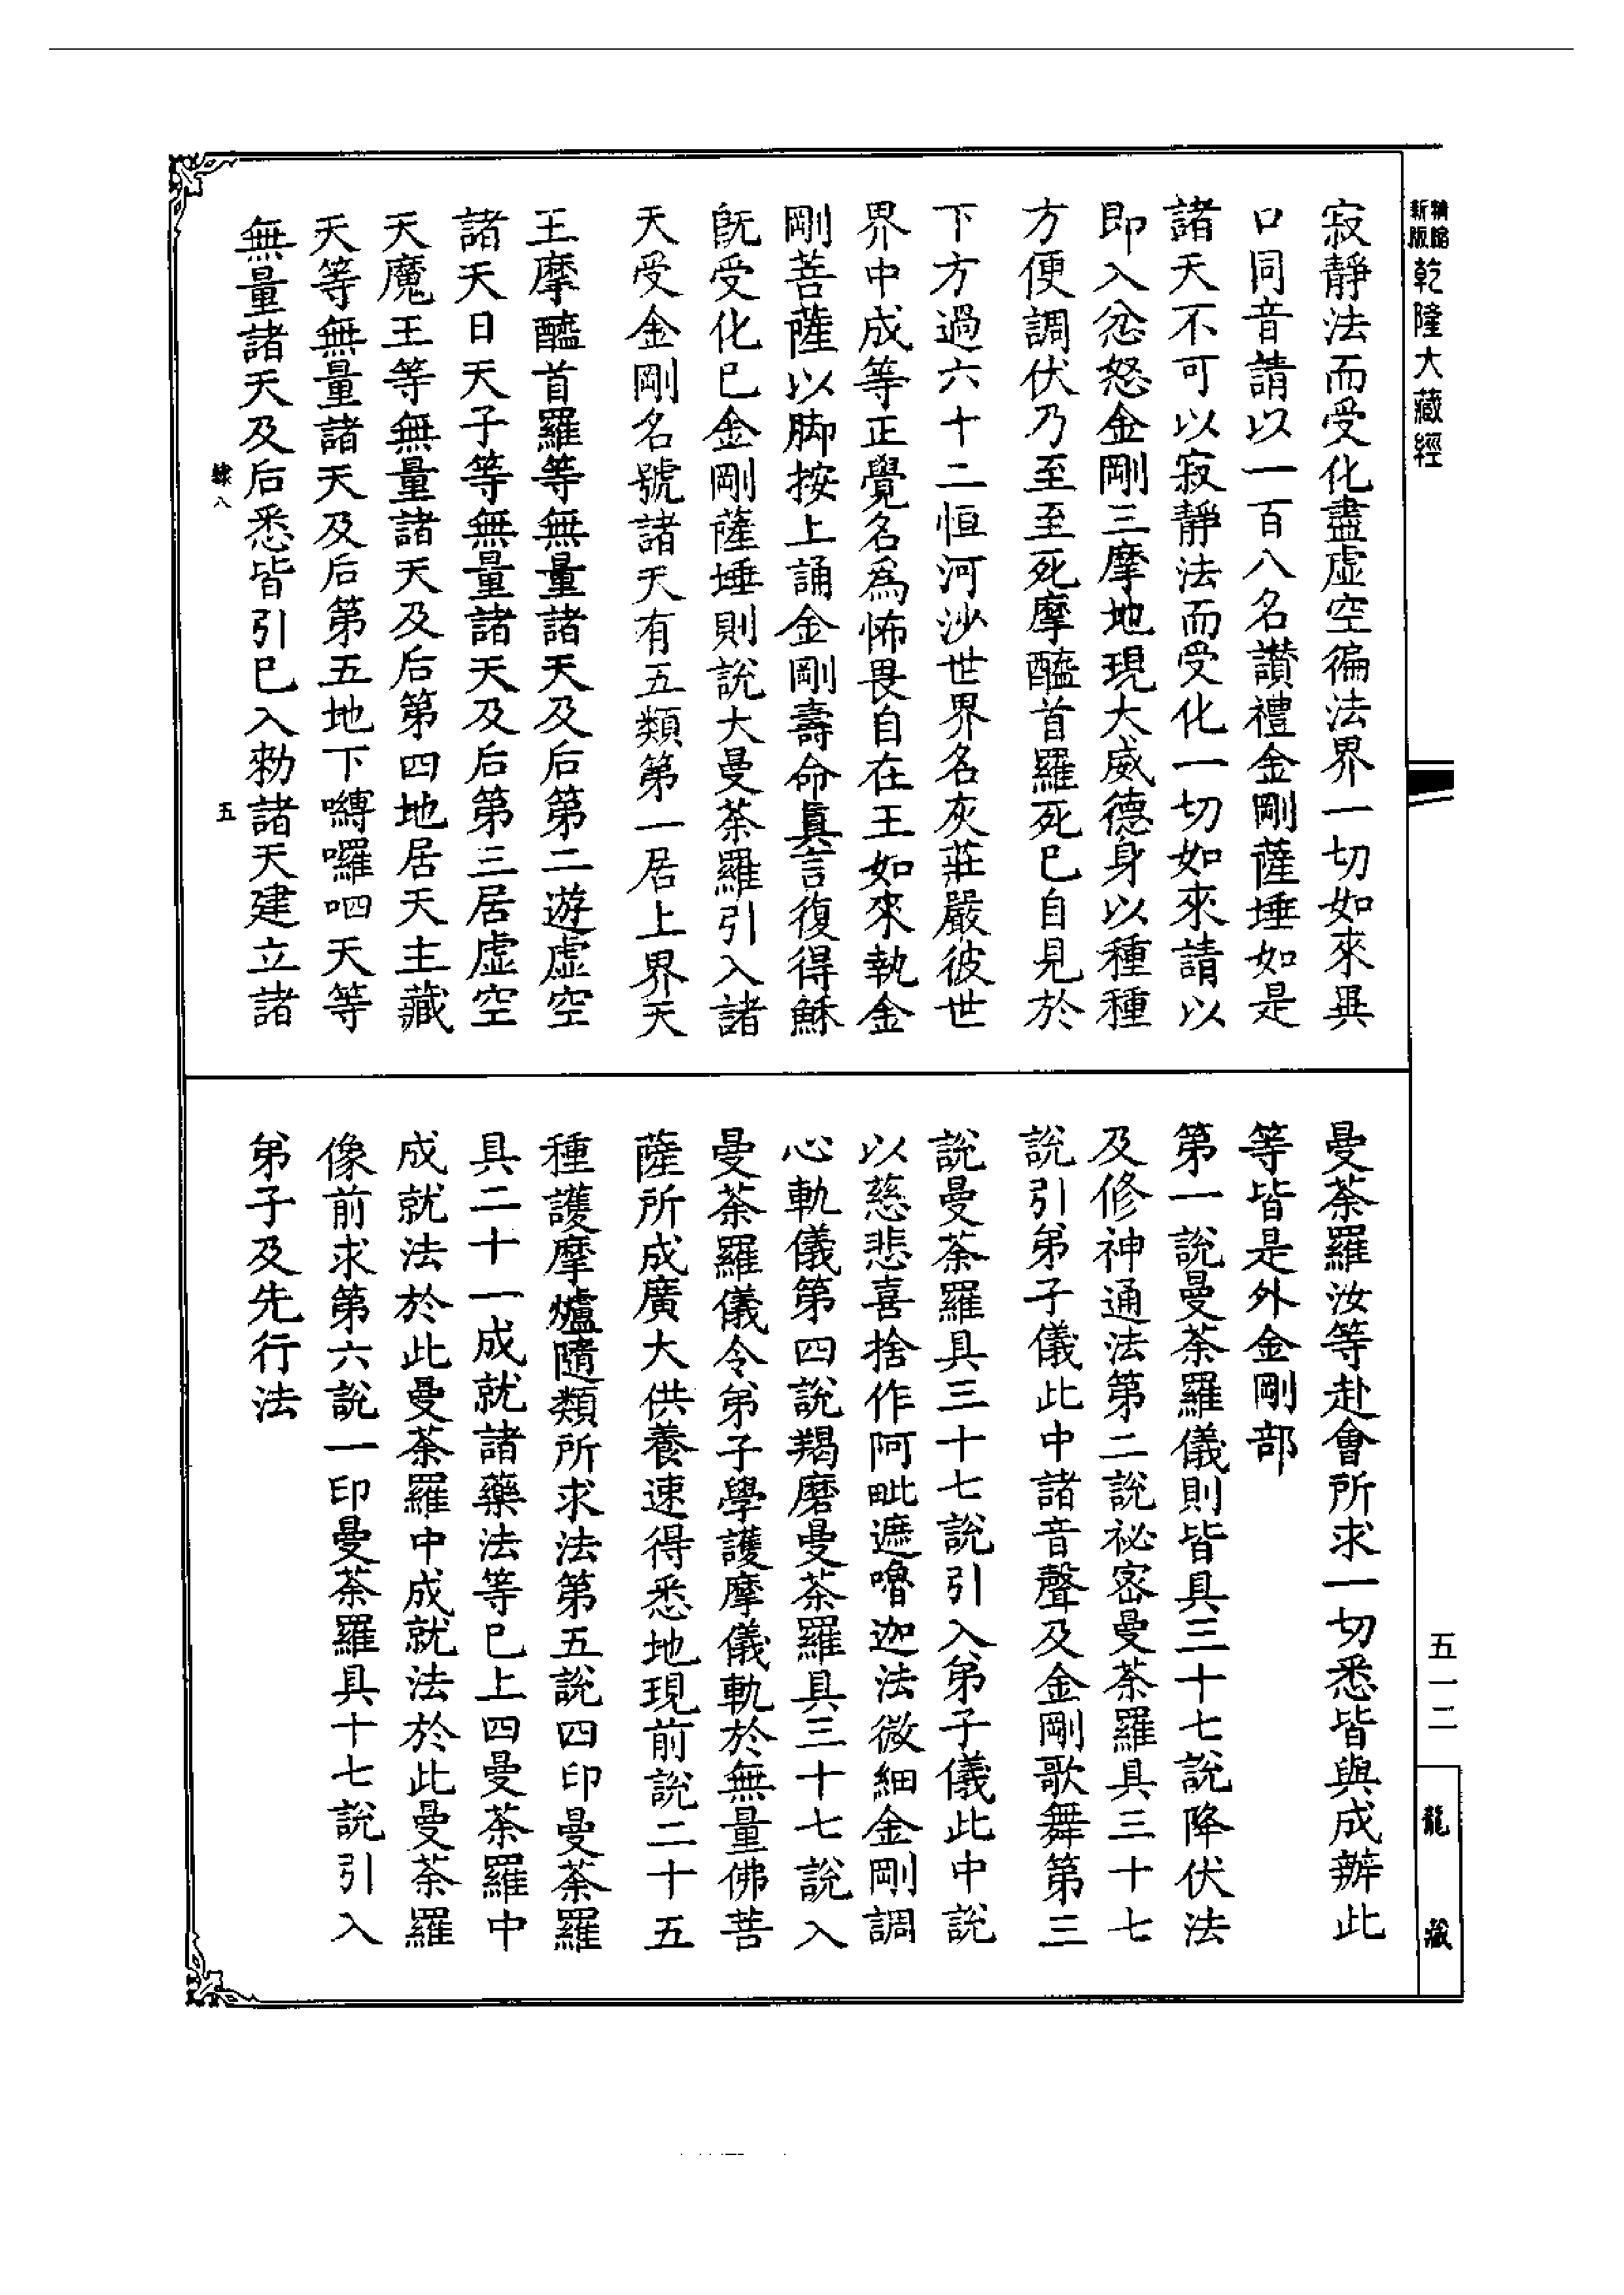 精縮新版乾隆大藏經
寂靜法而受化盡虛空徧法界一切如來異
口同音請以一百八名讚禮金剛薩埵如是
諸天不可以寂靜法而受化一切如來請以
即入忿怒金剛三摩地現大威德身以種種
方便調伏乃至至死摩醯首羅死已自見於
下方過六十二恒河沙世界名灰莊嚴彼世
界中成等正覺名為怖畏自在王如來執金
剛菩薩以脚按上誦金剛壽命真言復得穌
既受化已金剛薩埵則說大曼荼羅引入諸
天受金剛名號諸天有五類第一居上界天
王摩醯首羅等無量諸天及后第二遊虛空
諸天日天子等無量諸天及后第三居虛空
天魔王等無量諸天及后第四地居天主藏
天等無量諸天及后第五地下嚩囉呬天等
無量諸天及后悉皆引已入勑諸天建立諸
八
五
曼荼羅汝等赴會所求一切悉皆與成辦此
等皆是外金剛部
第一說曼荼羅儀則皆具三十七說降伏法
及修神通法第二說祕密曼荼羅具三十七
說引弟子儀此中諸音聲及金剛歌舞第三
說曼荼羅具三十七說引入弟子儀此中說
以慈悲喜捨作阿毗遮嚕迦法微細金剛調
心軌儀第四說羯磨曼荼羅具三十七說入
曼荼羅儀令弟子學護摩儀軌於無量佛菩
薩所成廣大供養速得悉地現前說二十五
種護摩爐隨類所求法第五說四印曼荼羅
具二十一成就諸藥法等已上四曼荼羅中
成就法於此曼荼羅中成就法於此曼荼羅
像前求第六說一印曼荼羅具十七說引入
弟子及先行法
五一二
龍藏